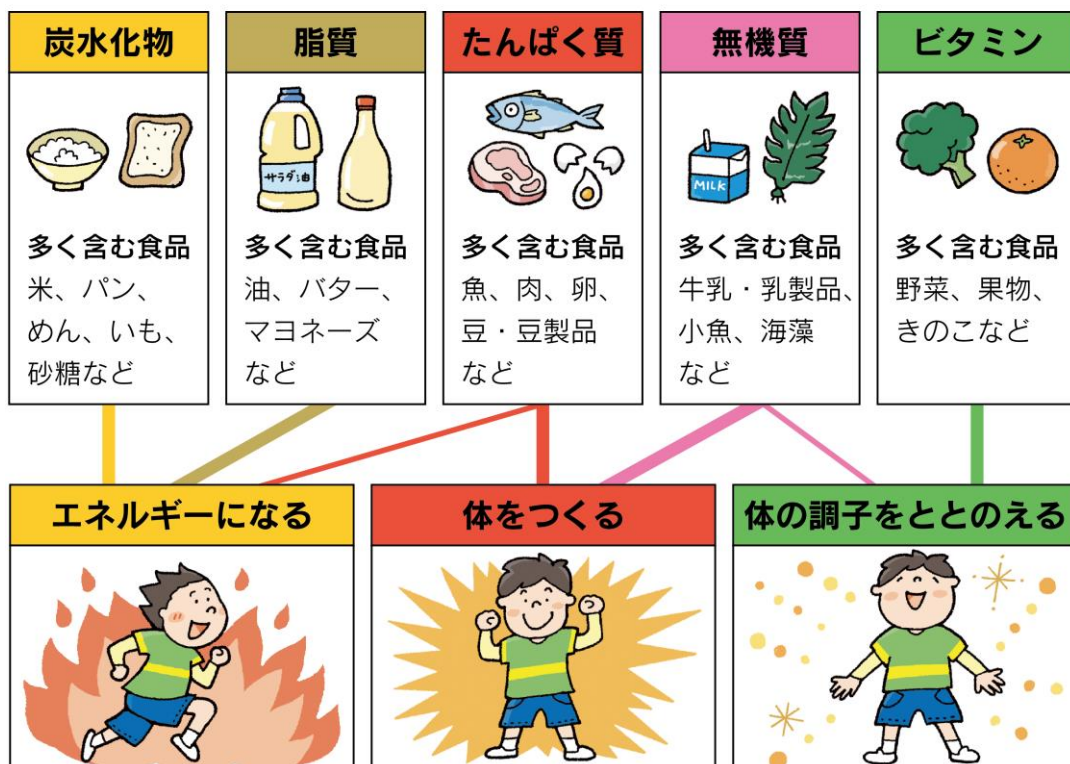 炭水化物
脂質
たんぱく質
無機質
ビタミン
サラダ油
MILK
多く含む食品
米、パン、
めん、いも、
砂糖など
多く含む食品
油、バター、
マヨネーズ
など
多く含む食品
魚、肉、卵、
豆・豆製品
など
多く含む食品
牛乳・乳製品、
小魚、海藻
など
多く含む食品
野菜、果物、
きのこなど
エネルギーになる
体をつくる
体の調子をととのえる